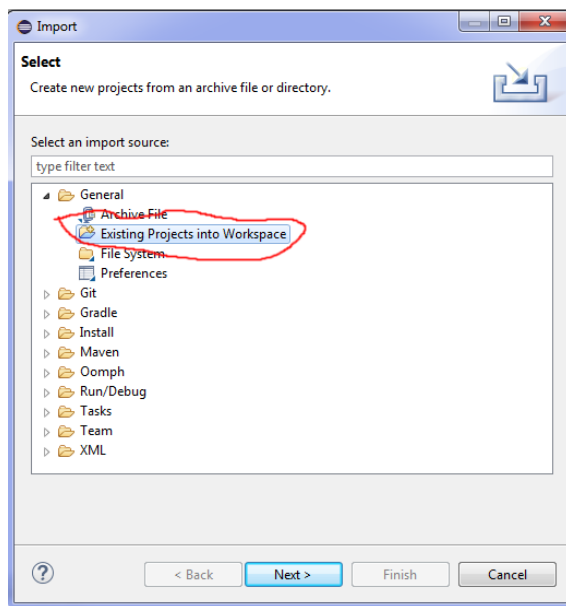 Import
Select
Create new projects from an archive file or directory.
Select an import source:
type filter text
General
Archive File
Existing Projects into Workspace
File System
Preferences
Git
Gradle
Install
Maven
Oomph
Run/Debug
Tasks
Team
XML
? < Back Next > Finish Cancel